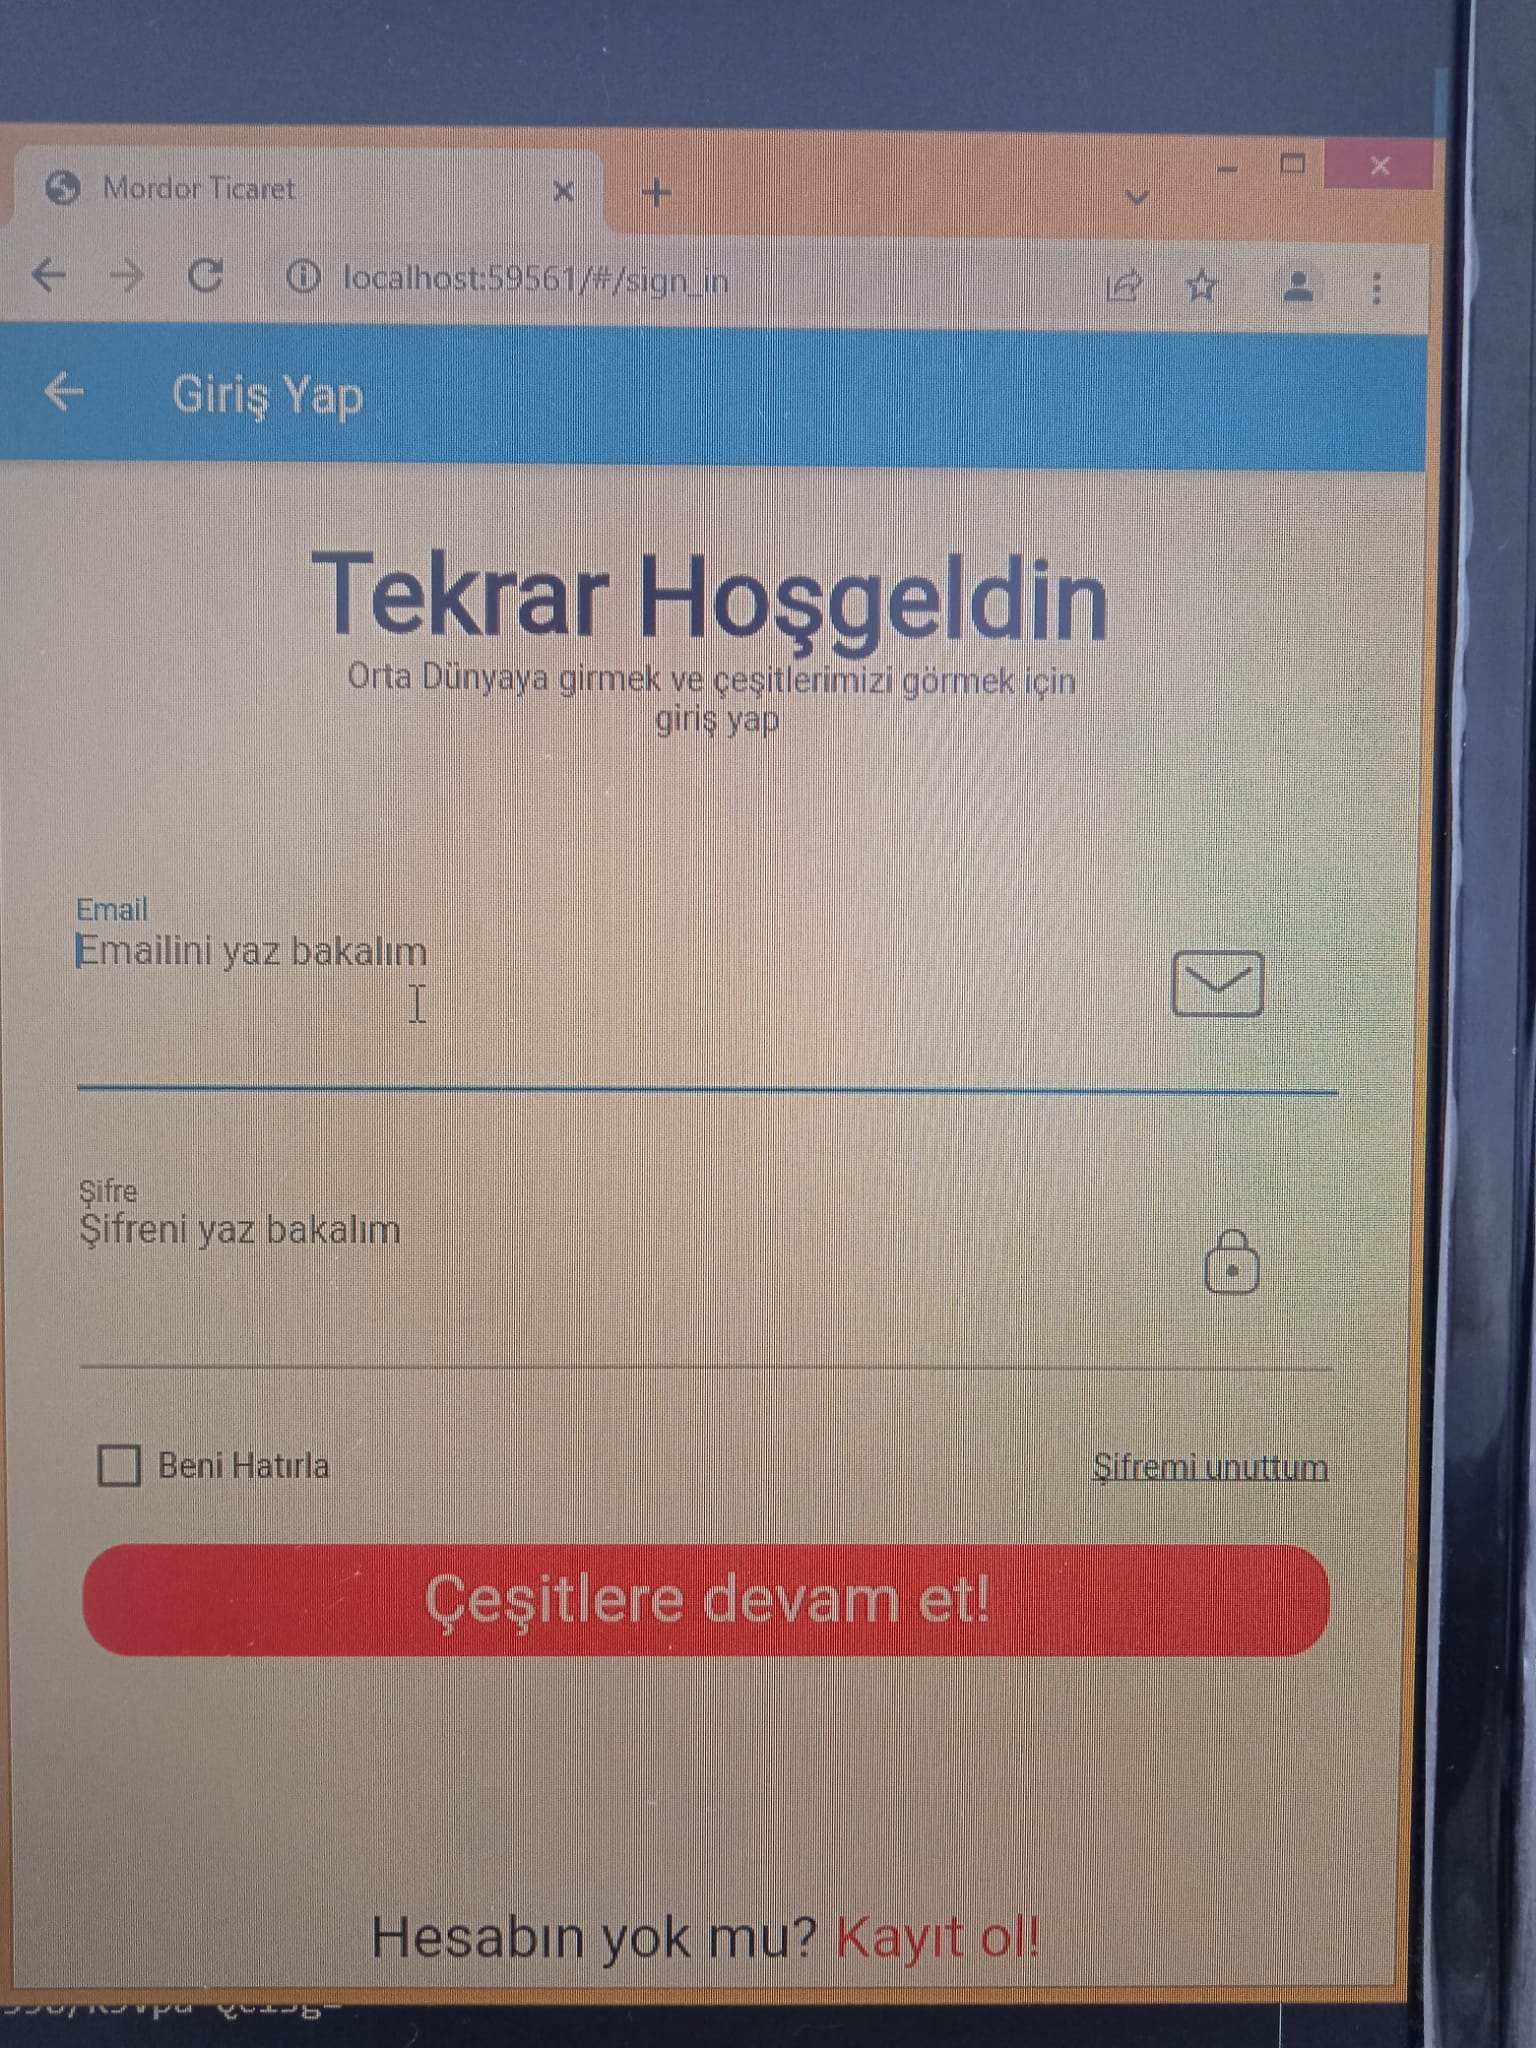 Mordor Ticaret
localhost:59561/#/sign_in
Giriş Yap
Tekrar Hoşgeldin
Orta Dünyaya girmek ve çeşitlerimizi görmek için
giriş yap
Email
Emailini yaz bakalım
Şifre
Şifreni yaz bakalım
Beni Hatırla
Şifremi unuttum
Çeşitlere devam et!
Hesabın yok mu? Kayıt ol!